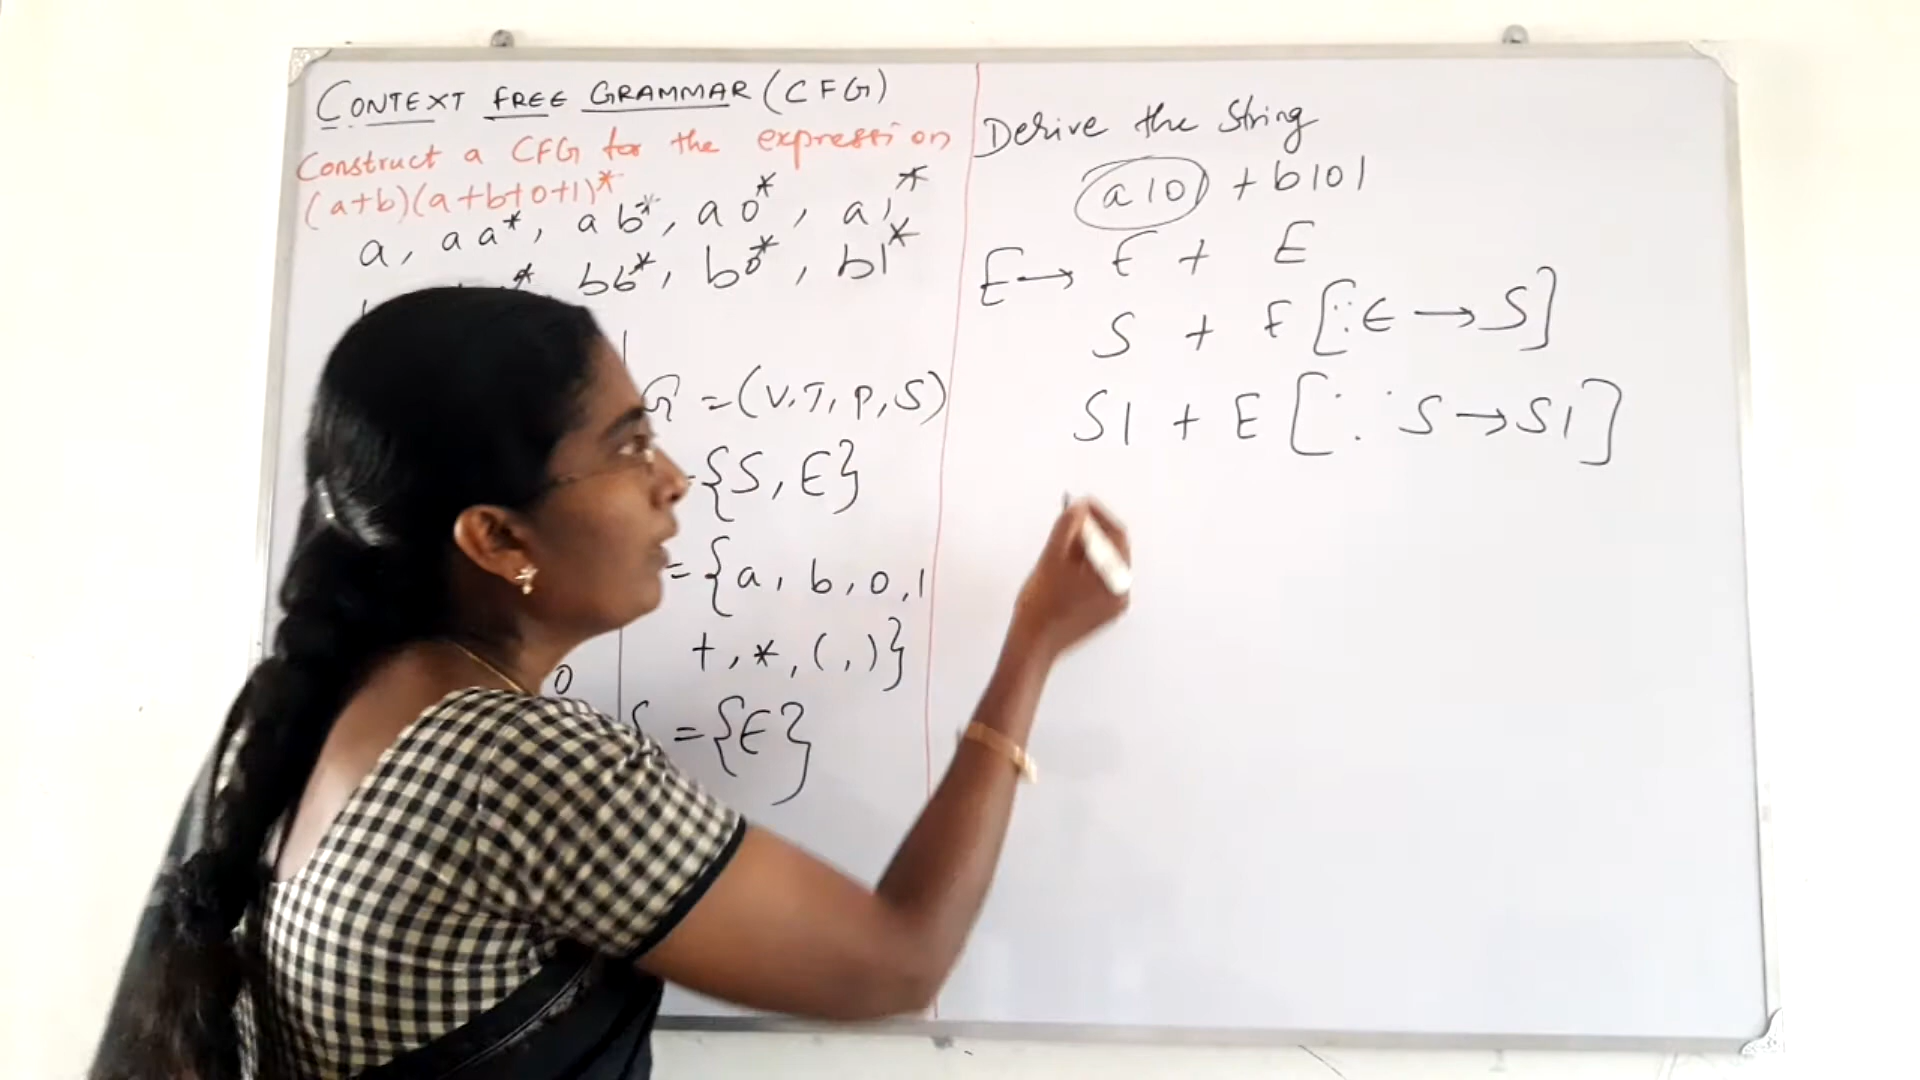 CONTEXT FREE GRAMMAR (CFG)
Construct a CFG for the expression
(a+b)(a+b+0+1)*
a, aa*, ab*, a0*, a1*
bb*, b0*, b1*
G = (V, T, P, S)
= {S, E}
= {a, b, 0, 1
+, *, (, )}
0
S = {E}
Derive the String
a101 + b101
E → E + E
S + E [∵ E → S]
S1 + E [∵ S → S1]